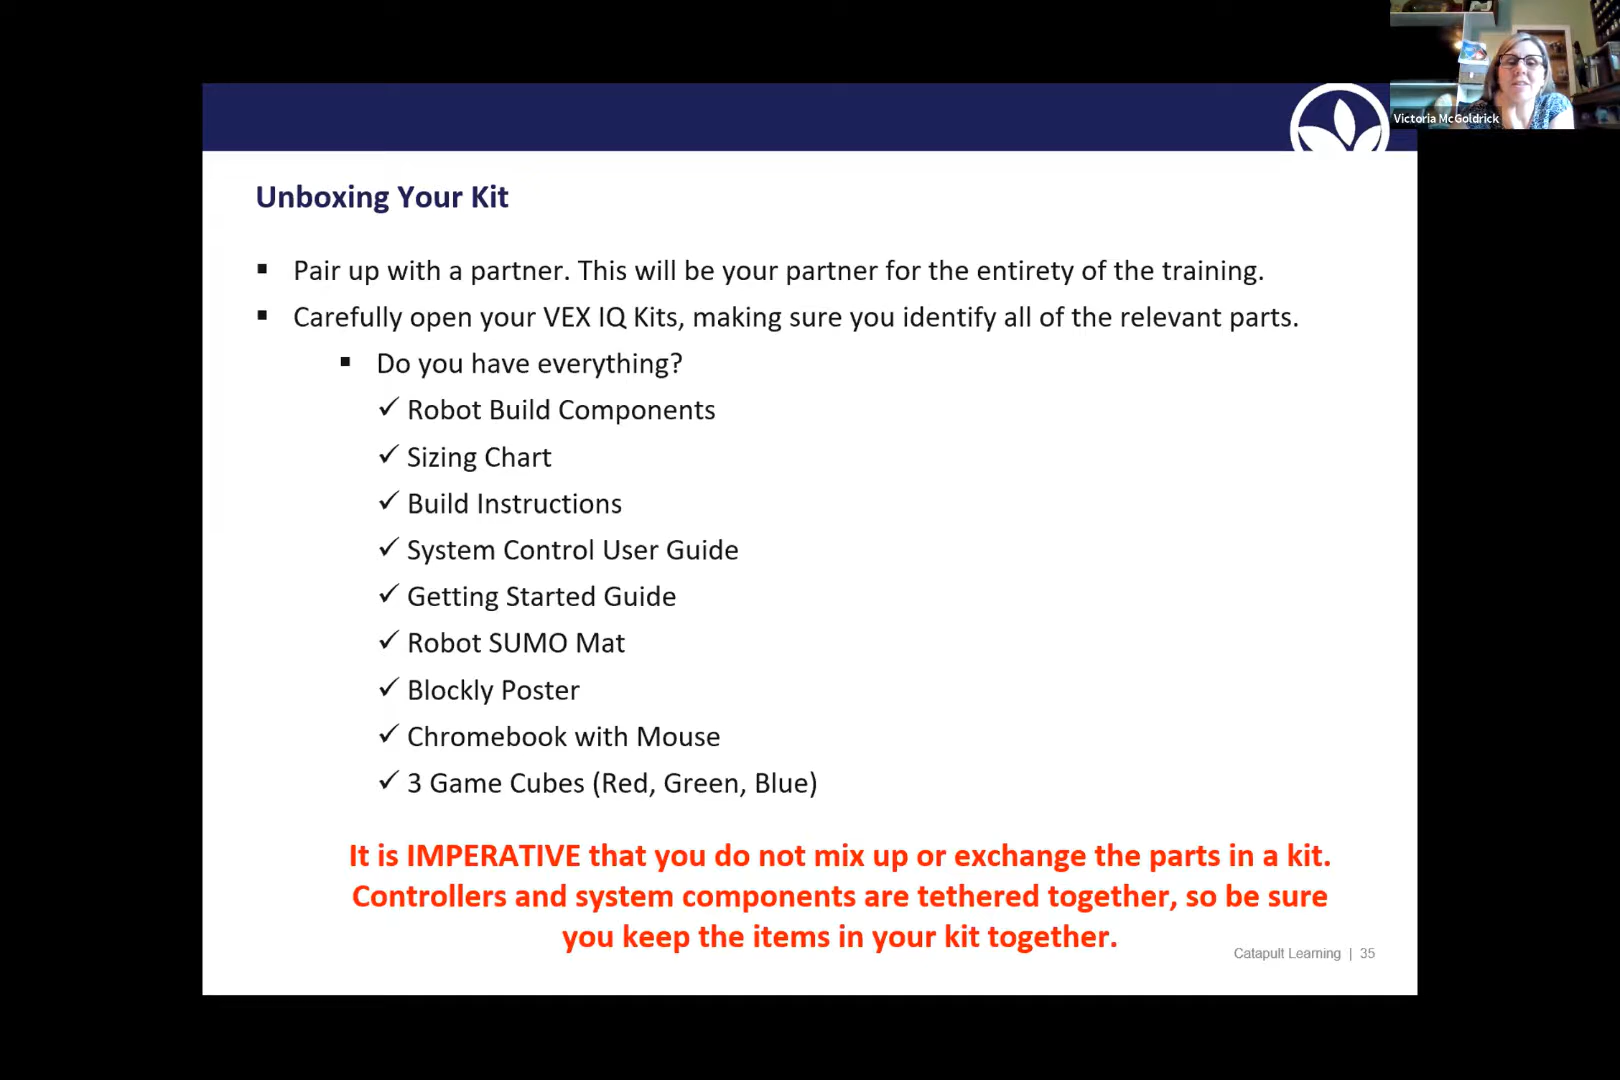 Victoria McGoldrick
Unboxing Your Kit
Pair up with a partner. This will be your partner for the entirety of the training.
Carefully open your VEX IQ Kits, making sure you identify all of the relevant parts.
Do you have everything?
✓ Robot Build Components
✓ Sizing Chart
✓ Build Instructions
✓ System Control User Guide
✓ Getting Started Guide
✓ Robot SUMO Mat
✓ Blockly Poster
✓ Chromebook with Mouse
✓ 3 Game Cubes (Red, Green, Blue)
It is IMPERATIVE that you do not mix up or exchange the parts in a kit.
Controllers and system components are tethered together, so be sure
you keep the items in your kit together.
Catapult Learning | 35